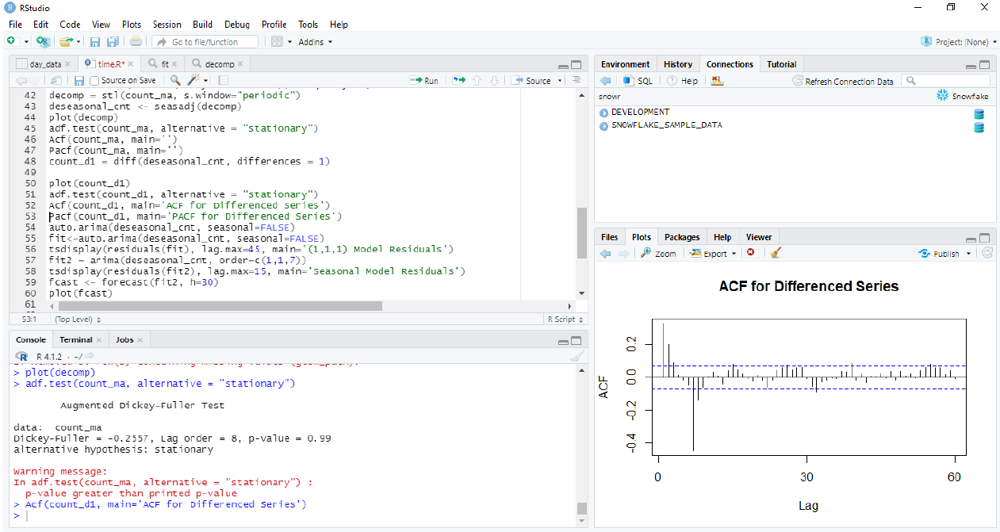 RStudio
File Edit Code View Plots Session Build Debug Profile Tools Help
Go to file/function Addins Project: (None)
day_data time.R* fit decomp
Source on Save Run Source
42 decomp = stl(count_ma, s.window="periodic")
43 deseasonal_cnt <- seasadj(decomp)
44 plot(decomp)
45 adf.test(count_ma, alternative = "stationary")
46 Acf(count_ma, main='')
47 Pacf(count_ma, main='')
48 count_d1 = diff(deseasonal_cnt, differences = 1)
49
50 plot(count_d1)
51 adf.test(count_d1, alternative = "stationary")
52 Acf(count_d1, main='ACF for Differenced Series')
53 Pacf(count_d1, main='PACF for Differenced Series')
54 auto.arima(deseasonal_cnt, seasonal=FALSE)
55 fit<-auto.arima(deseasonal_cnt, seasonal=FALSE)
56 tsdisplay(residuals(fit), lag.max=45, main='(1,1,1) Model Residuals')
57 fit2 = arima(deseasonal_cnt, order=c(1,1,7))
58 tsdisplay(residuals(fit2), lag.max=15, main='Seasonal Model Residuals')
59 fcast <- forecast(fit2, h=30)
60 plot(fcast)
61
53:1 (Top Level) R Script
Console Terminal Jobs
R 4.1.2 · ~/
> plot(decomp)
> adf.test(count_ma, alternative = "stationary")
Augmented Dickey-Fuller Test
data: count_ma
Dickey-Fuller = -0.2557, Lag order = 8, p-value = 0.99
alternative hypothesis: stationary
Warning message:
In adf.test(count_ma, alternative = "stationary") :
p-value greater than printed p-value
> Acf(count_d1, main='ACF for Differenced Series')
>
Environment History Connections Tutorial
SQL Help Refresh Connection Data
snowr Snowflake
DEVELOPMENT
SNOWFLAKE_SAMPLE_DATA
Files Plots Packages Help Viewer
Zoom Export Publish
ACF for Differenced Series
ACF
0.2
0.0
-0.2
-0.4
0 30 60
Lag